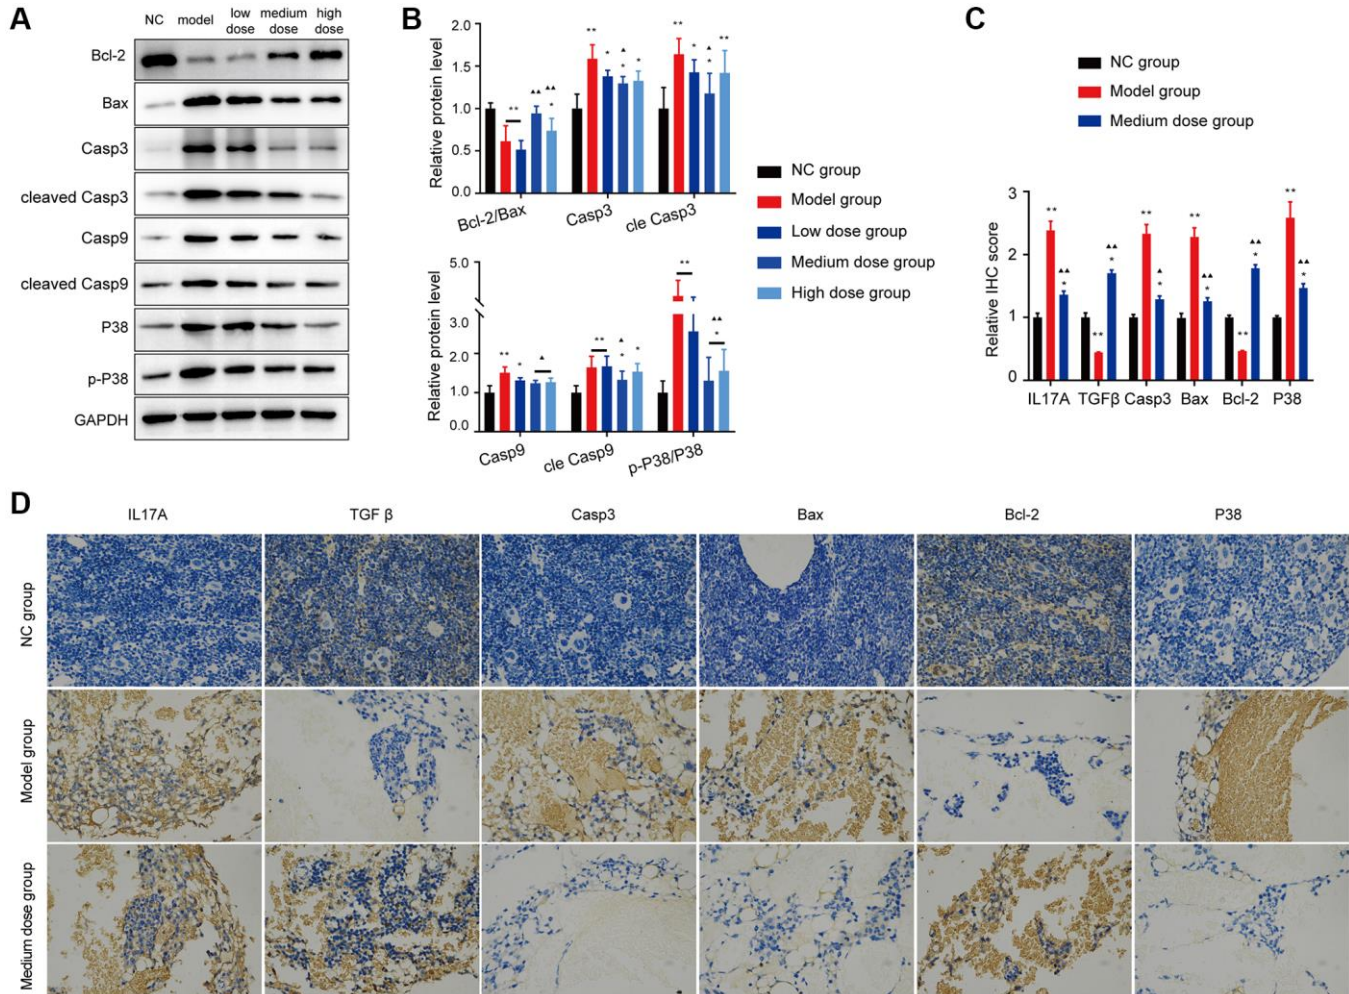 A
NC
model
low
dose
medium
dose
high
dose
Bcl-2
Bax
Casp3
cleaved Casp3
Casp9
cleaved Casp9
P38
p-P38
GAPDH
B
Relative protein level
2.0
1.5
1.0
0.5
0.0
** ▲▲ ▲▲ *
** * ▲ * *
** * ▲ * **
Bcl-2/Bax
Casp3
cle Casp3
Relative protein level
5.0
3.0
2.0
1.0
0.0
** * ▲
** ▲ * *
** ▲▲ *
Casp9
cle Casp9
p-P38/P38
NC group
Model group
Low dose group
Medium dose group
High dose group
C
NC group
Model group
Medium dose group
Relative IHC score
3
2
1
0
** ▲▲ *
** ▲▲ *
** ▲ *
** ▲▲ *
** ▲▲ *
** ▲▲ *
IL17A
TGFβ
Casp3
Bax
Bcl-2
P38
D
IL17A
TGF β
Casp3
Bax
Bcl-2
P38
NC group
Model group
Medium dose group